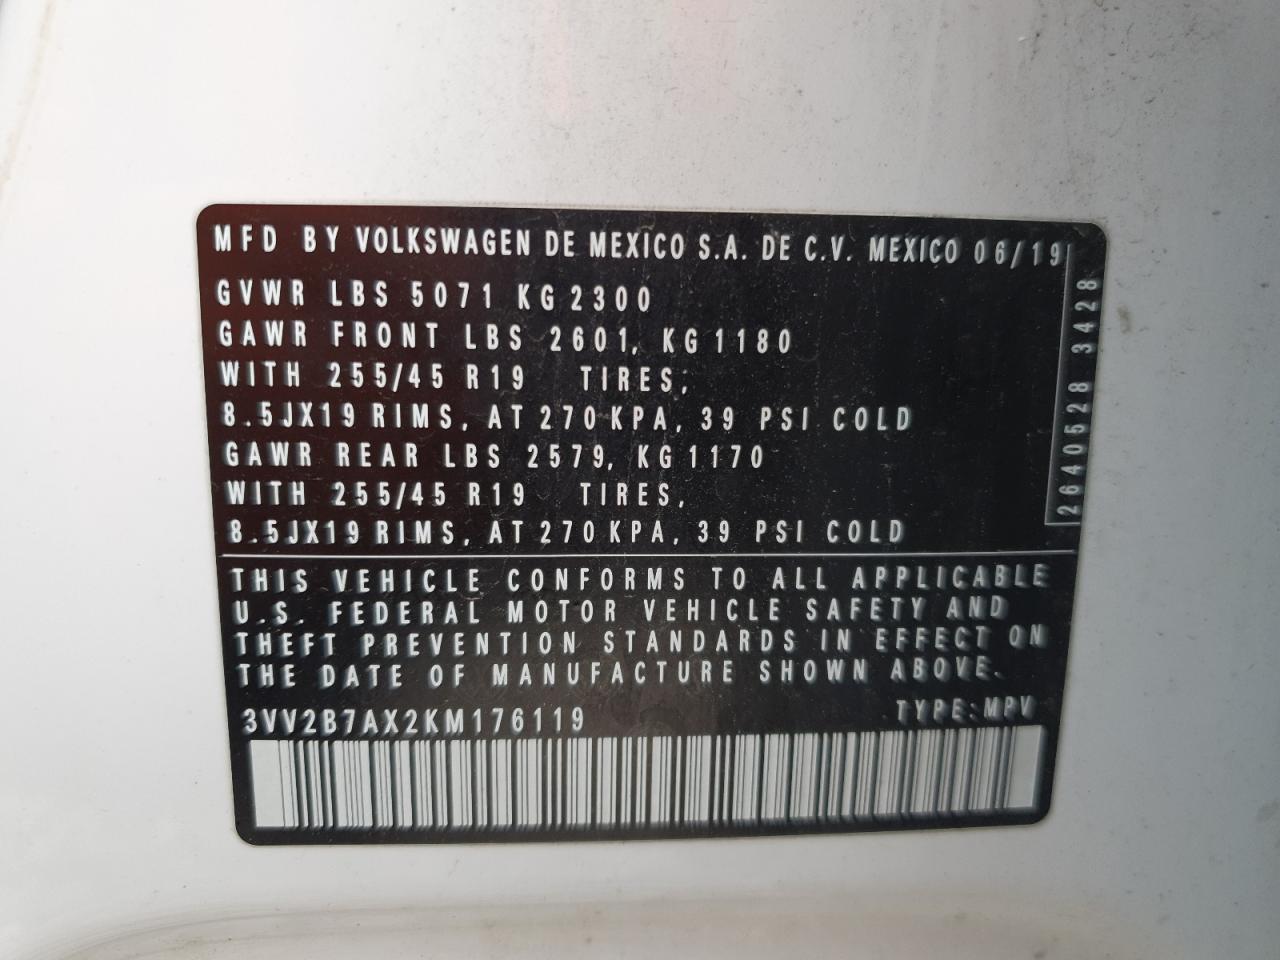 MFD BY VOLKSWAGEN DE MEXICO S.A. DE C.V. MEXICO 06/19
GVWR LBS 5071 KG 2300
GAWR FRONT LBS 2601, KG 1180
WITH 255/45 R19 TIRES,
8.5JX19 RIMS, AT 270 KPA, 39 PSI COLD
GAWR REAR LBS 2579, KG 1170
WITH 255/45 R19 TIRES,
8.5JX19 RIMS, AT 270 KPA, 39 PSI COLD
2640528 3428
THIS VEHICLE CONFORMS TO ALL APPLICABLE
U.S. FEDERAL MOTOR VEHICLE SAFETY AND
THEFT PREVENTION STANDARDS IN EFFECT ON
THE DATE OF MANUFACTURE SHOWN ABOVE.
3VV2B7AX2KM176119 TYPE: MPV